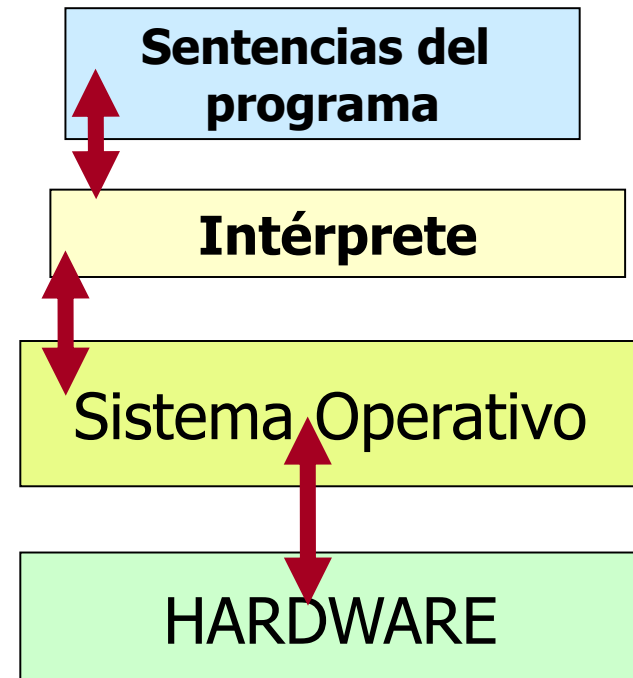 Sentencias del
programa
Intérprete
Sistema Operativo
HARDWARE